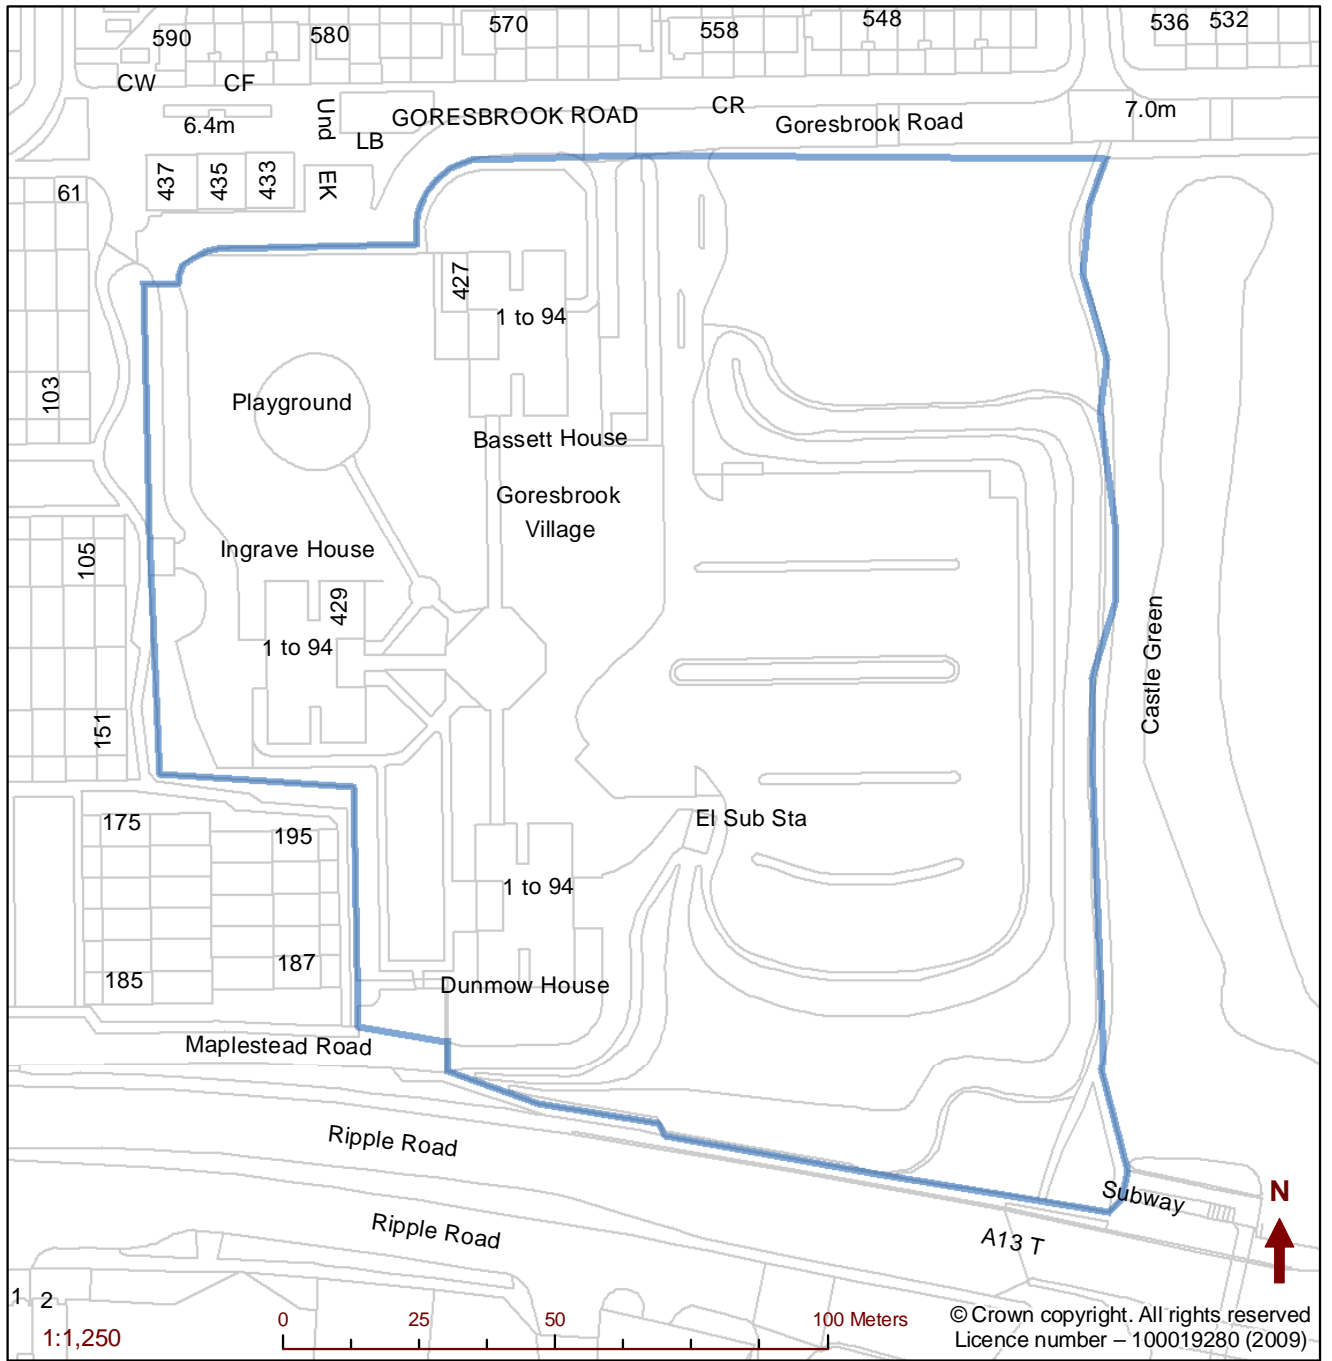 590
580
570
558
548
536
532
CW
CF
Und
LB
GORESBROOK ROAD
CR
Goresbrook Road
7.0m
6.4m
437
435
433
EK
61
427
1 to 94
103
Playground
Bassett House
Goresbrook
Village
105
Ingrave House
429
1 to 94
Castle Green
151
175
195
El Sub Sta
1 to 94
185
187
Dunmow House
Maplestead Road
Ripple Road
Subway
N
Ripple Road
A13 T
1
2
1:1,250
0
25
50
100 Meters
© Crown copyright. All rights reserved
Licence number – 100019280 (2009)